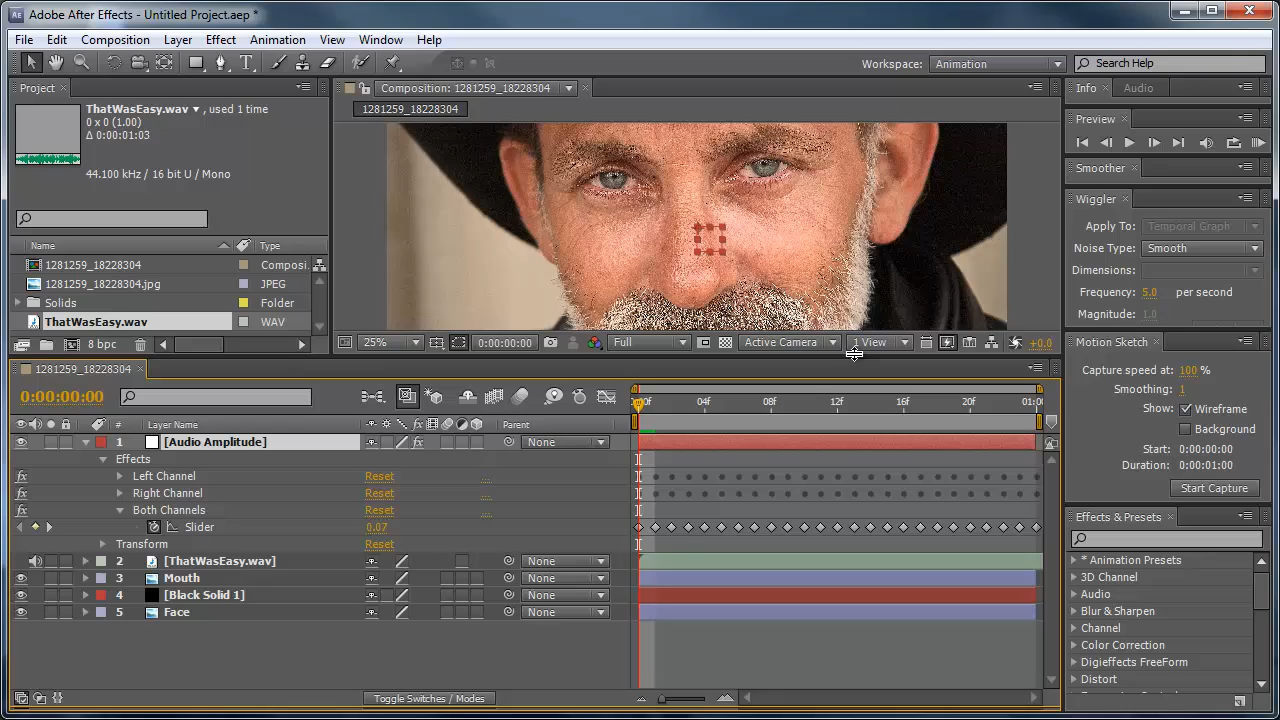 Adobe After Effects - Untitled Project.aep *
File Edit Composition Layer Effect Animation View Window Help
Workspace: Animation Search Help
Project
ThatWasEasy.wav , used 1 time
0 x 0 (1.00)
Δ 0:00:01:03
44.100 kHz / 16 bit U / Mono
Name Type
1281259_18228304 Composi
1281259_18228304.jpg JPEG
Solids Folder
ThatWasEasy.wav WAV
8 bpc
Composition: 1281259_18228304
1281259_18228304
25% 0:00:00:00 Full Active Camera 1 View +0.0
Info Audio
Preview
Smoother
Wiggler
Apply To: Temporal Graph
Noise Type: Smooth
Dimensions:
Frequency: 5.0 per second
Magnitude: 1.0
Motion Sketch
Capture speed at: 100 %
Smoothing: 1
Show: Wireframe
Background
Start: 0:00:00:00
Duration: 0:00:01:00
Start Capture
Effects & Presets
* Animation Presets
3D Channel
Audio
Blur & Sharpen
Channel
Color Correction
Digieffects FreeForm
Distort
1281259_18228304
0:00:00:00
00f 04f 08f 12f 16f 20f 01:00
# Layer Name Parent
1 [Audio Amplitude] None
Effects
Left Channel Reset ...
Right Channel Reset ...
Both Channels Reset ...
Slider 0.07
Transform Reset
2 [ThatWasEasy.wav] None
3 Mouth None
4 [Black Solid 1] None
5 Face None
Toggle Switches / Modes